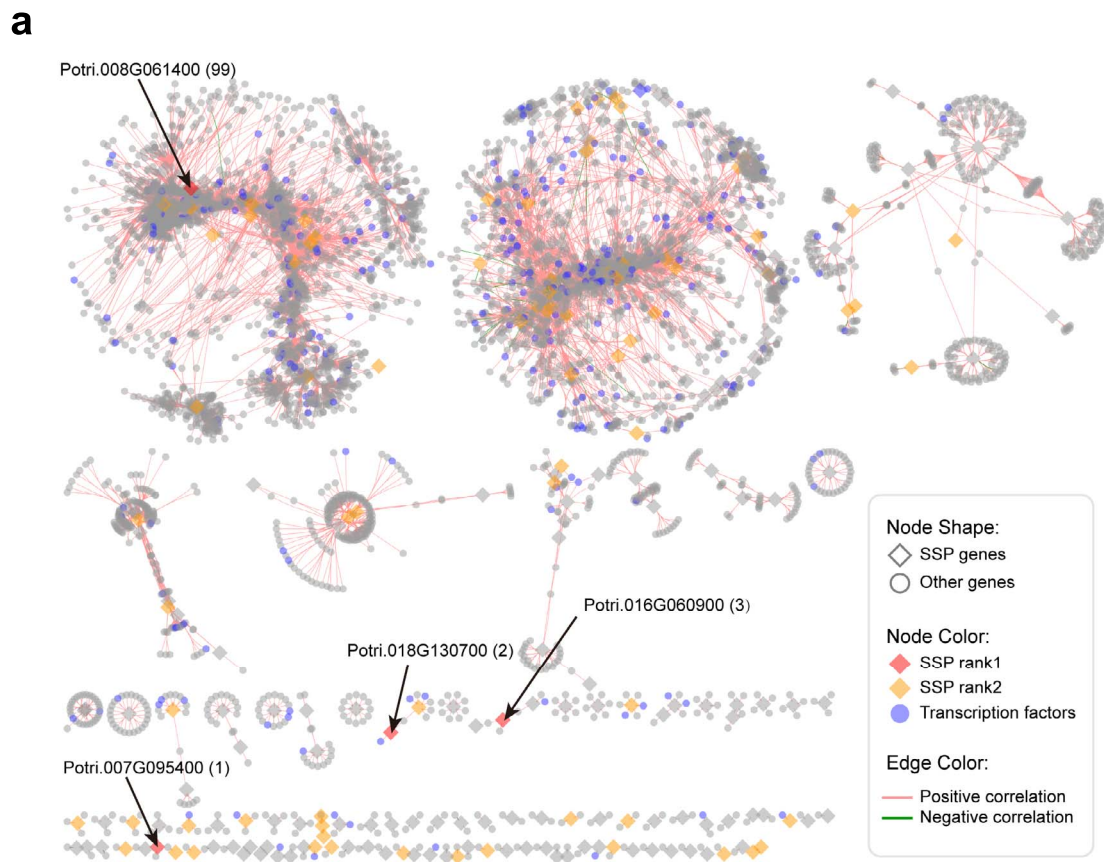 a
Potri.008G061400 (99)
Potri.016G060900 (3)
Potri.018G130700 (2)
Potri.007G095400 (1)
Node Shape:
SSP genes
Other genes
Node Color:
SSP rank1
SSP rank2
Transcription factors
Edge Color:
Positive correlation
Negative correlation